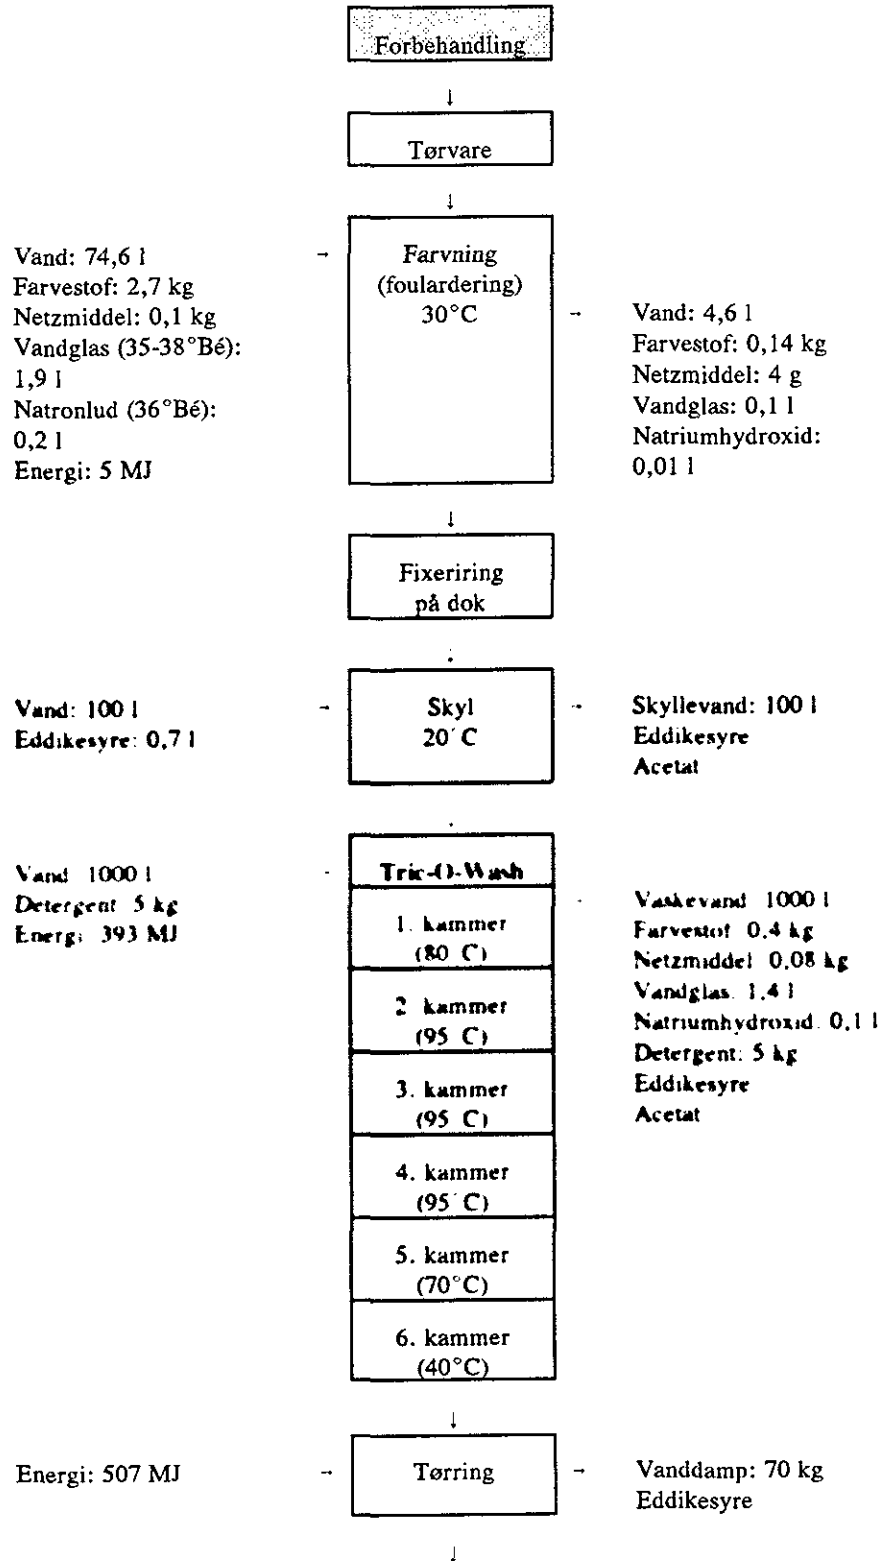 Forbehandling
↓
Tørvare
↓
Vand: 74,6 l
Farvestof: 2,7 kg
Netzmiddel: 0,1 kg
Vandglas (35-38°Bé):
1,9 l
Natronlud (36°Bé):
0,2 l
Energi: 5 MJ
→
Farvning
(foulardering)
30°C
→
Vand: 4,6 l
Farvestof: 0,14 kg
Netzmiddel: 4 g
Vandglas: 0,1 l
Natriumhydroxid:
0,01 l
↓
Fixeriring
på dok
Vand: 100 l
Eddikesyre: 0,7 l
→
Skyl
20°C
→
Skyllevand: 100 l
Eddikesyre
Acetat
Vand 1000 l
Detergent 5 kg
Energi 393 MJ
Tric-O-Wash
1. kammer
(80 C)
2 kammer
(95 C)
3. kammer
(95 C)
4. kammer
(95°C)
5. kammer
(70°C)
6. kammer
(40°C)
Vaskevand 1000 l
Farvestof 0,4 kg
Netzmiddel 0,08 kg
Vandglas. 1,4 l
Natriumhydroxid. 0,1 l
Detergent: 5 kg
Eddikesyre
Acetat
↓
Energi: 507 MJ
→
Tørring
→
Vanddamp: 70 kg
Eddikesyre
↓